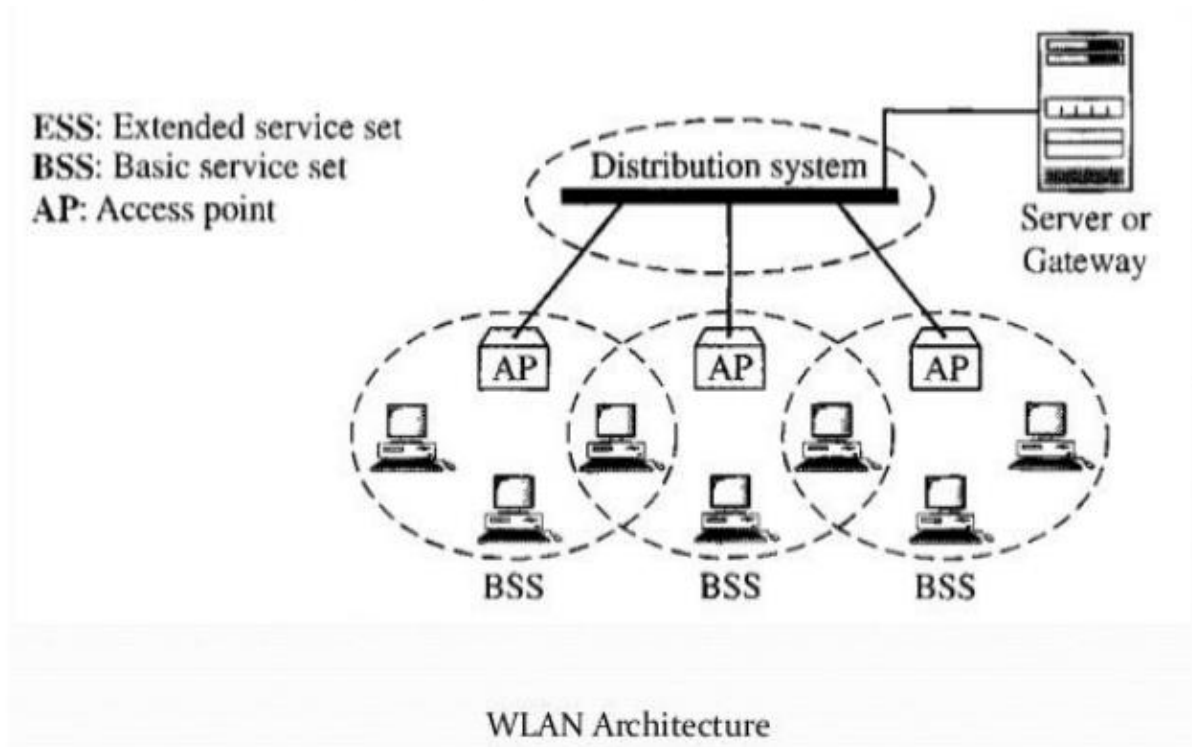 ESS: Extended service set
BSS: Basic service set
AP: Access point
Distribution system
Server or
Gateway
AP
AP
AP
BSS
BSS
BSS
WLAN Architecture